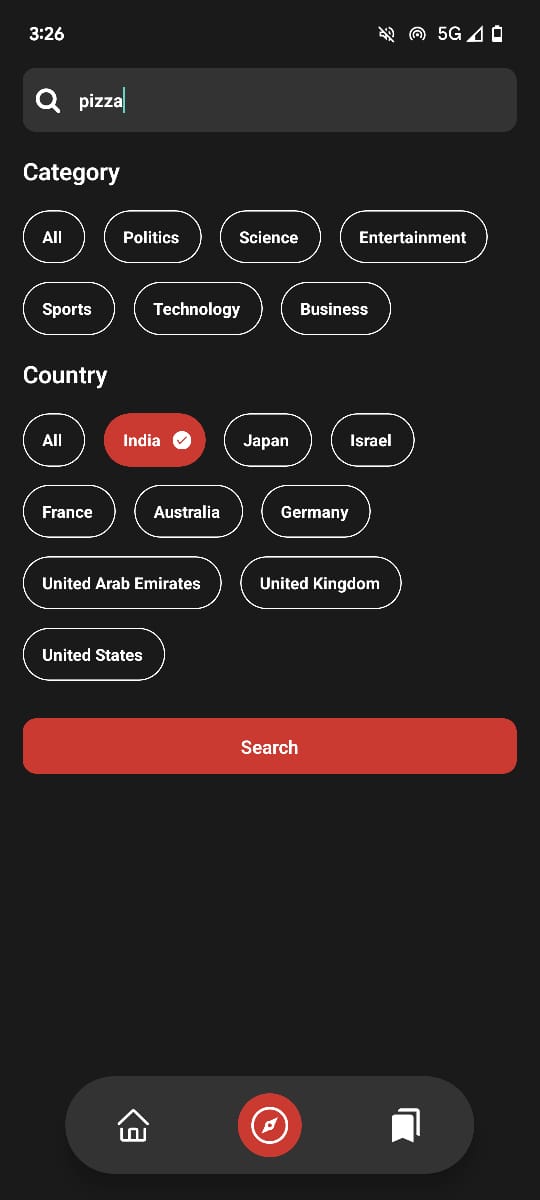 3:26 5G
pizza
Category
All Politics Science Entertainment
Sports Technology Business
Country
All India Japan Israel
France Australia Germany
United Arab Emirates United Kingdom
United States
Search